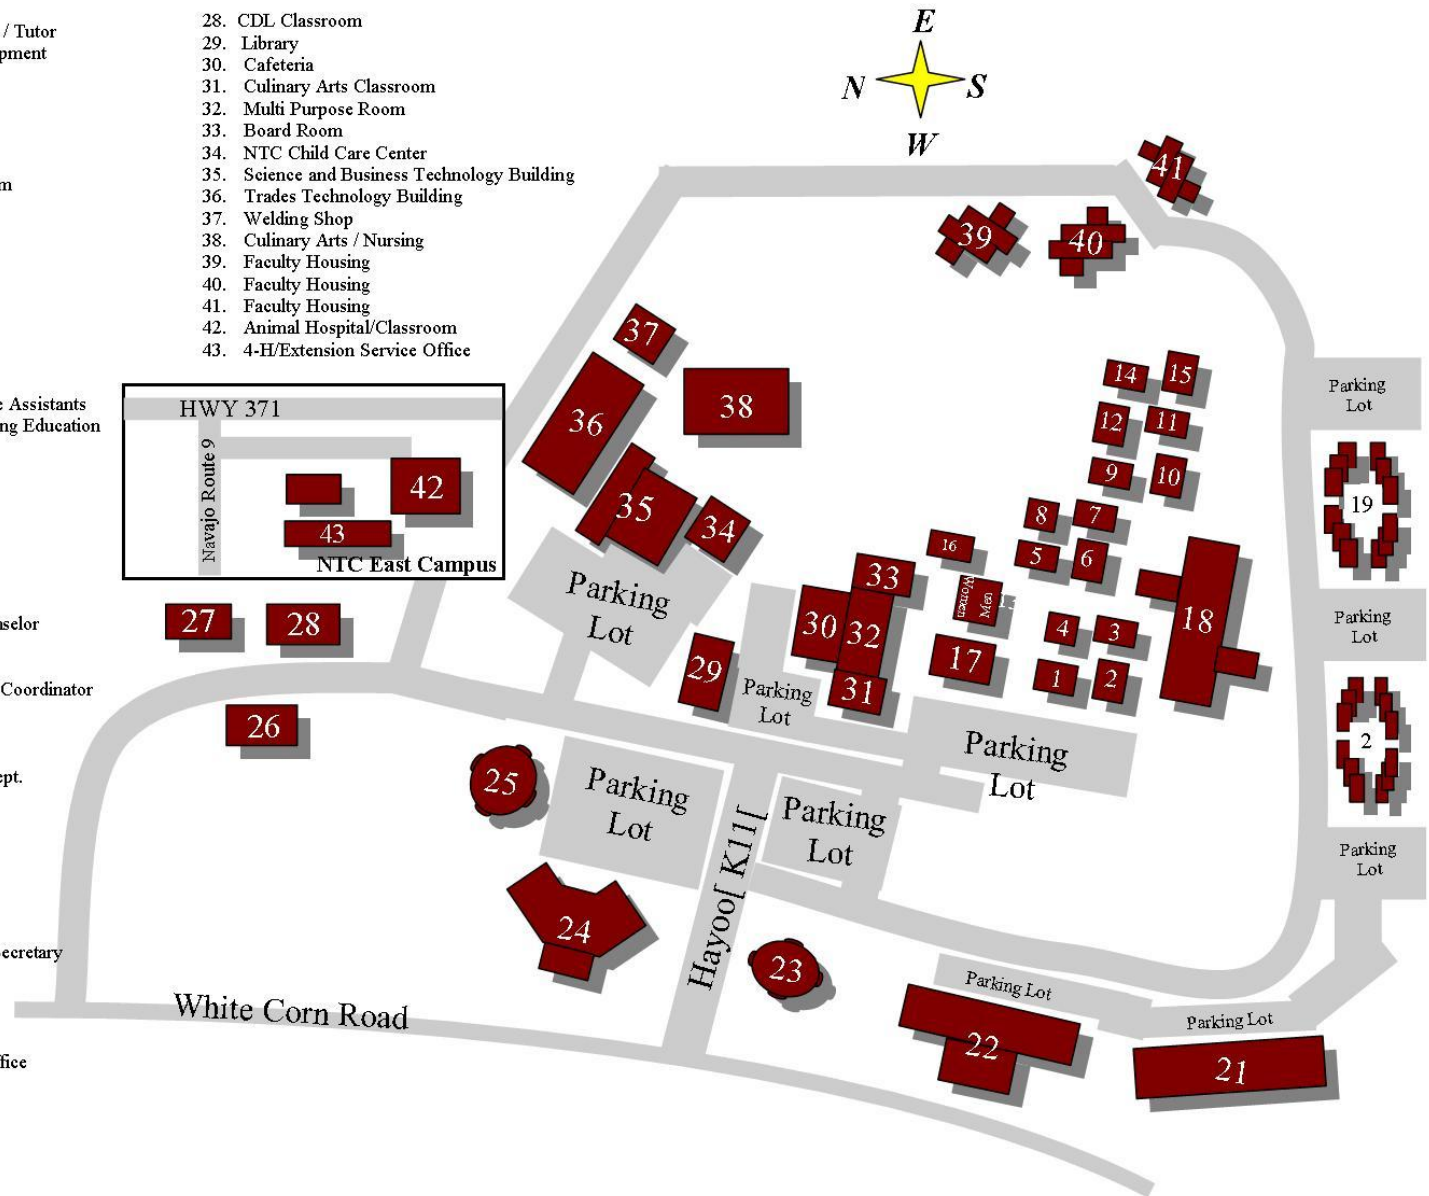 / Tutor
pment
m
e Assistants
ng Education
selor
Coordinator
ept.
ecretary
ffice
28. CDL Classroom
29. Library
30. Cafeteria
31. Culinary Arts Classroom
32. Multi Purpose Room
33. Board Room
34. NTC Child Care Center
35. Science and Business Technology Building
36. Trades Technology Building
37. Welding Shop
38. Culinary Arts / Nursing
39. Faculty Housing
40. Faculty Housing
41. Faculty Housing
42. Animal Hospital/Classroom
43. 4-H/Extension Service Office
E
N
S
W
41
39
40
37
36
38
35
34
HWY 371
Navajo Route 9
42
43
NTC East Campus
27
28
26
Parking
Lot
29
Parking
Lot
33
30
32
31
16
Women
Men
13
17
14
15
12
11
9
10
8
7
5
6
4
3
1
2
18
Parking
Lot
19
Parking
Lot
2
Parking
Lot
Parking
Lot
25
Parking
Lot
Parking
Lot
24
Hayoo[ K11[
23
White Corn Road
Parking Lot
22
Parking Lot
21